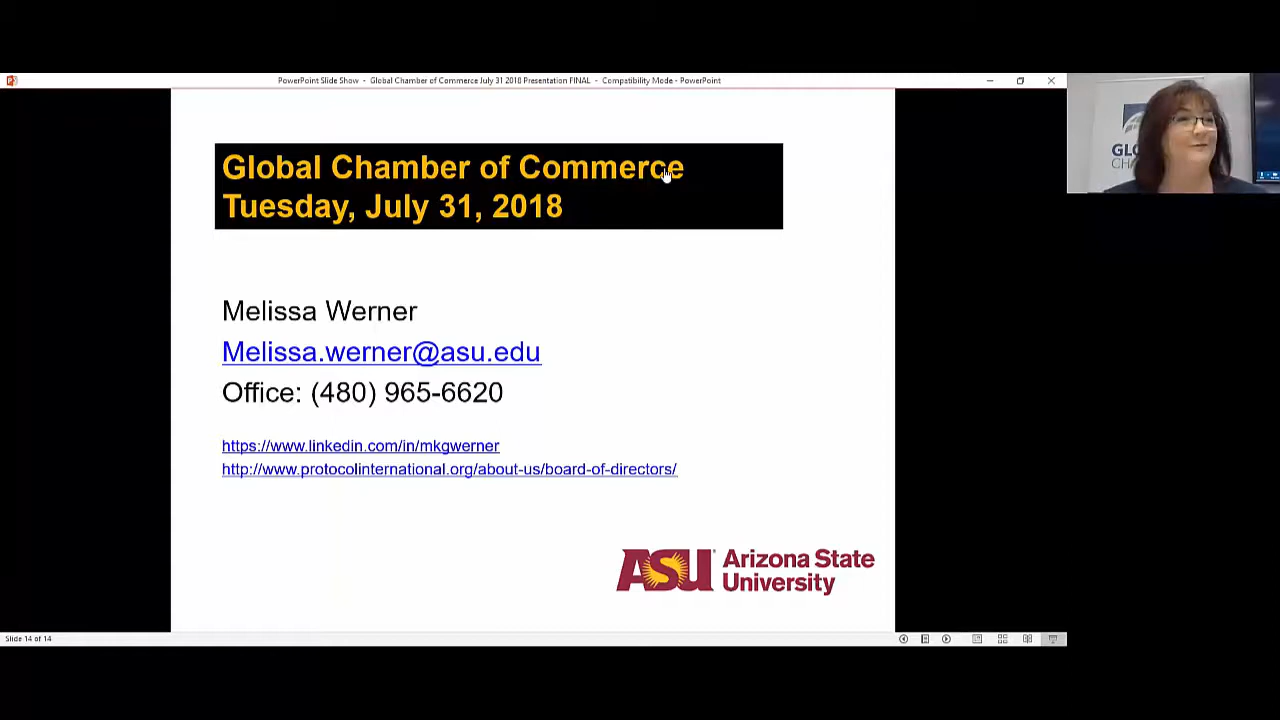 PowerPoint Slide Show - Global Chamber of Commerce July 31 2018 Presentation FINAL - Compatibility Mode - PowerPoint
Global Chamber of Commerce
Tuesday, July 31, 2018
Melissa Werner
Melissa.werner@asu.edu
Office: (480) 965-6620
https://www.linkedin.com/in/mkgwerner
http://www.protocolinternational.org/about-us/board-of-directors/
ASU Arizona State
University
Slide 14 of 14